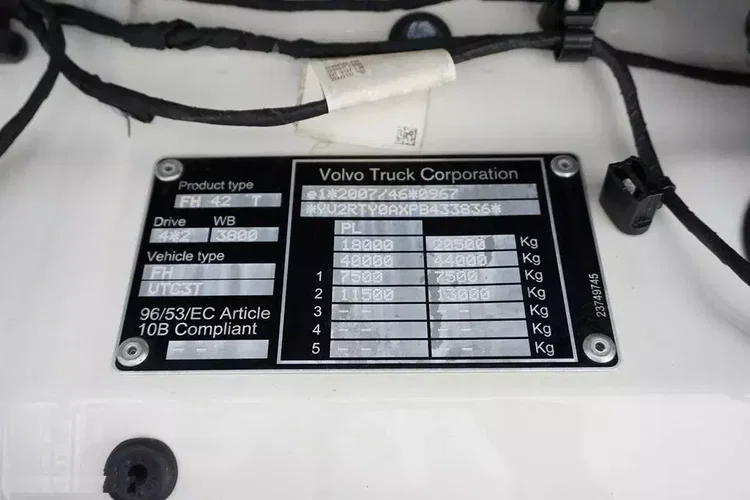 Product type
FH 42 T
Drive WB
4*2 3800
Vehicle type
FH
VTC3T
96/53/EC Article
10B Compliant
-- --
Volvo Truck Corporation
e1*2007/46*0967
*YV2RTY0AXPB433836*
PL
18000 20500 Kg
40000 44000 Kg
1 7500 7500 Kg
2 11500 13000 Kg
3 -- -- -- -- Kg
4 -- -- -- -- Kg
5 -- -- -- -- Kg
23749745